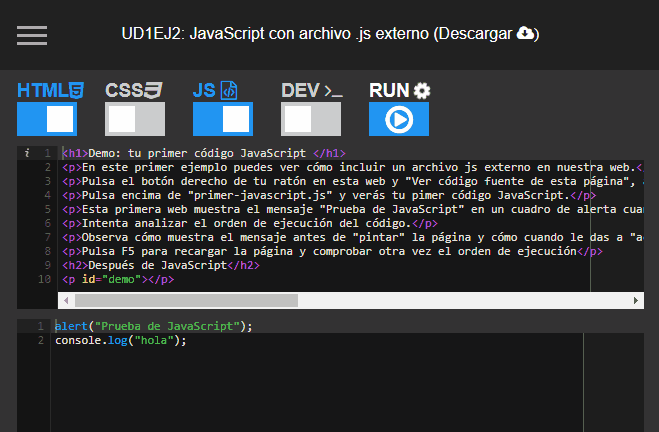 UD1EJ2: JavaScript con archivo .js externo (Descargar )
HTML CSS JS DEV RUN
i 1 <h1>Demo: tu primer código JavaScript </h1>
2 <p>En este primer ejemplo puedes ver cómo incluir un archivo js externo en nuestra web.<
3 <p>Pulsa el botón derecho de tu ratón en esta web y "Ver código fuente de esta página",
4 <p>Pulsa encima de "primer-javascript.js" y verás tu pimer código JavaScript.</p>
5 <p>Esta primera web muestra el mensaje "Prueba de JavaScript" en un cuadro de alerta cua
6 <p>Intenta analizar el orden de ejecución del código.</p>
7 <p>Observa cómo muestra el mensaje antes de "pintar" la página y cómo cuando le das a "a
8 <p>Pulsa F5 para recargar la página y comprobar otra vez el orden de ejecución</p>
9 <h2>Después de JavaScript</h2>
10 <p id="demo"></p>
1 alert("Prueba de JavaScript");
2 console.log("hola");